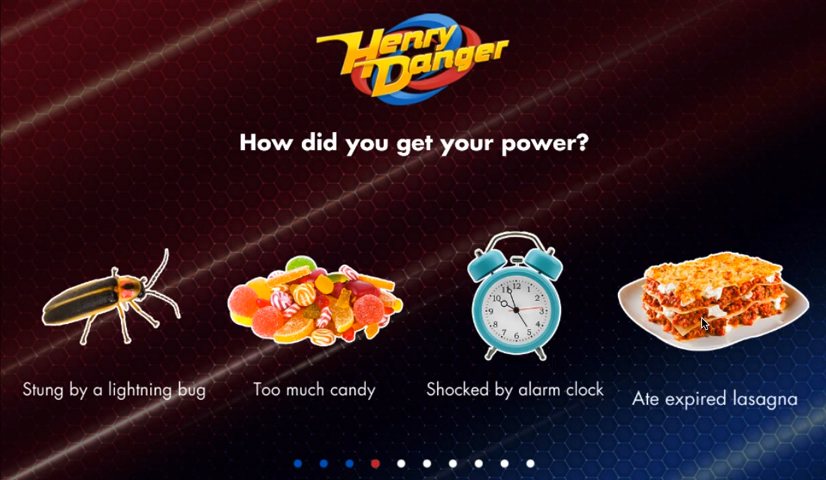 Henry
Danger
How did you get your power?
Stung by a lightning bug
Too much candy
Shocked by alarm clock
Ate expired lasagna